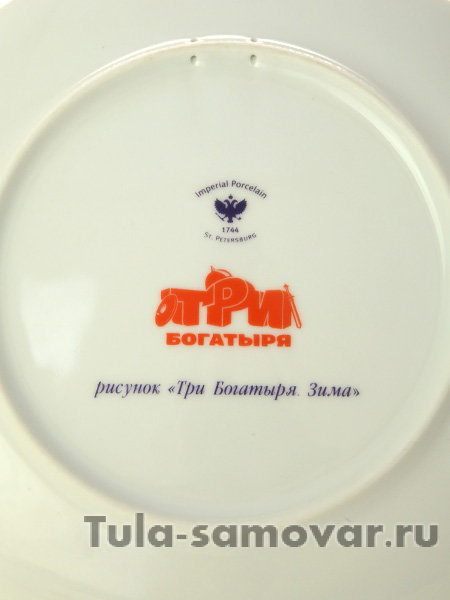 Imperial Porcelain
1744
St. Petersburg
ТРИ
БОГАТЫРЯ
рисунок «Три Богатыря. Зима»
Tula-samovar.ru